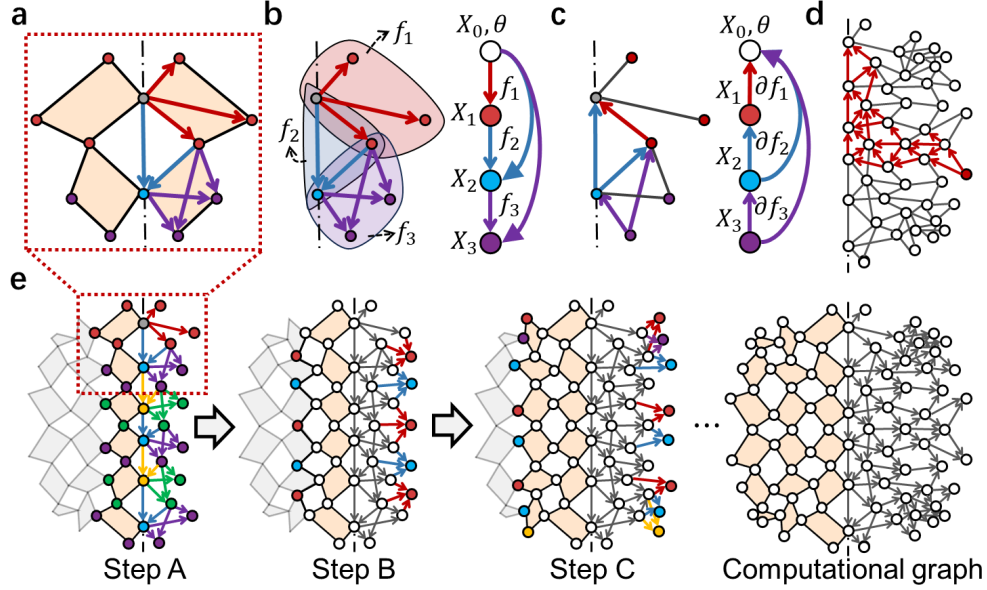 a
b
f₁
f₂
f₃
X₀, θ
f₁
X₁
f₂
X₂
f₃
X₃
c
X₀, θ
∂f₁
X₁
∂f₂
X₂
∂f₃
X₃
d
e
...
Step A
Step B
Step C
Computational graph